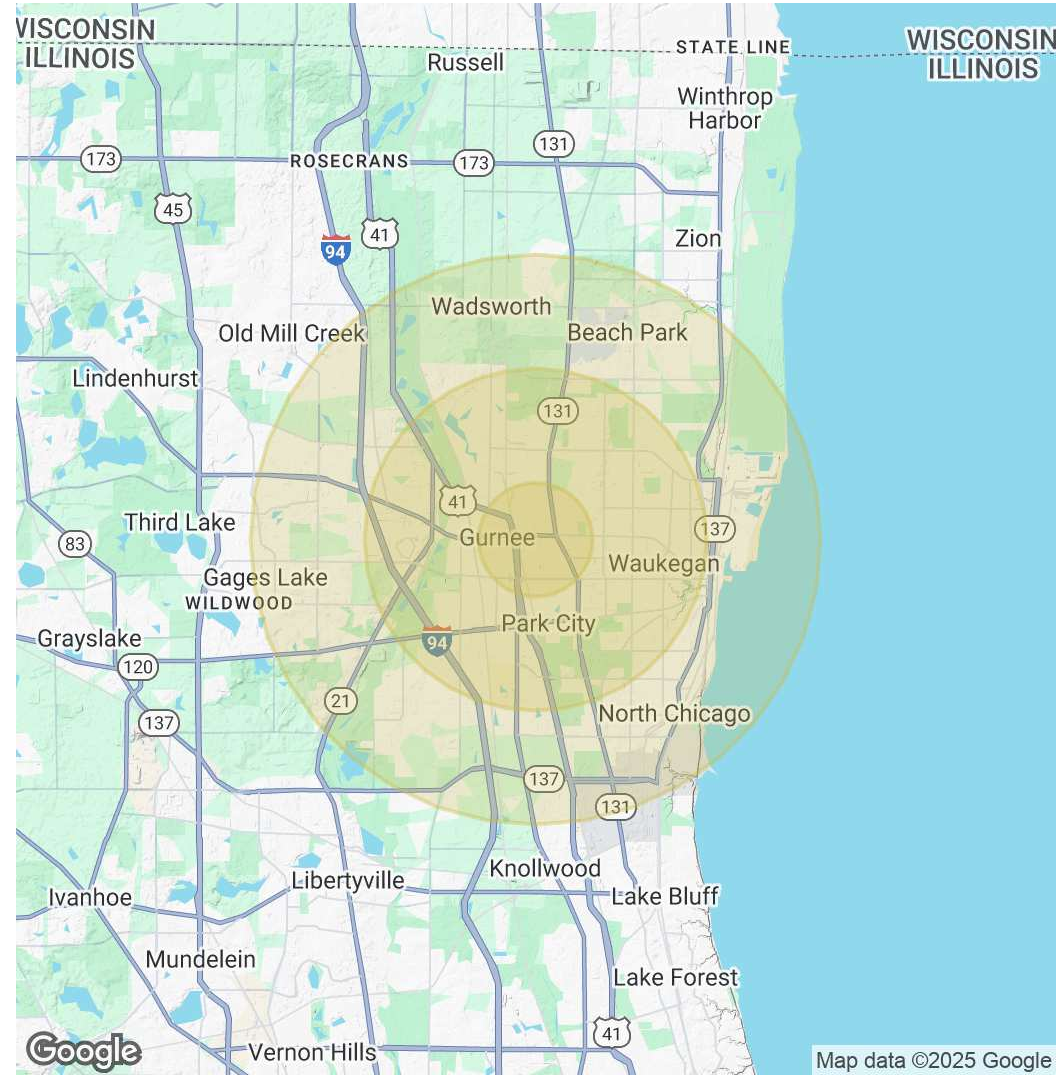 WISCONSIN
ILLINOIS
STATE LINE
WISCONSIN
ILLINOIS
Russell
Winthrop
Harbor
131
173
ROSECRANS
173
45
41
94
Zion
Wadsworth
Old Mill Creek
Beach Park
Lindenhurst
131
41
Third Lake
137
83
Gurnee
Waukegan
Gages Lake
WILDWOOD
Park City
Grayslake
94
120
21
137
North Chicago
137
131
Knollwood
Libertyville
Ivanhoe
Lake Bluff
Mundelein
Lake Forest
41
Google
Vernon Hills
Map data ©2025 Google